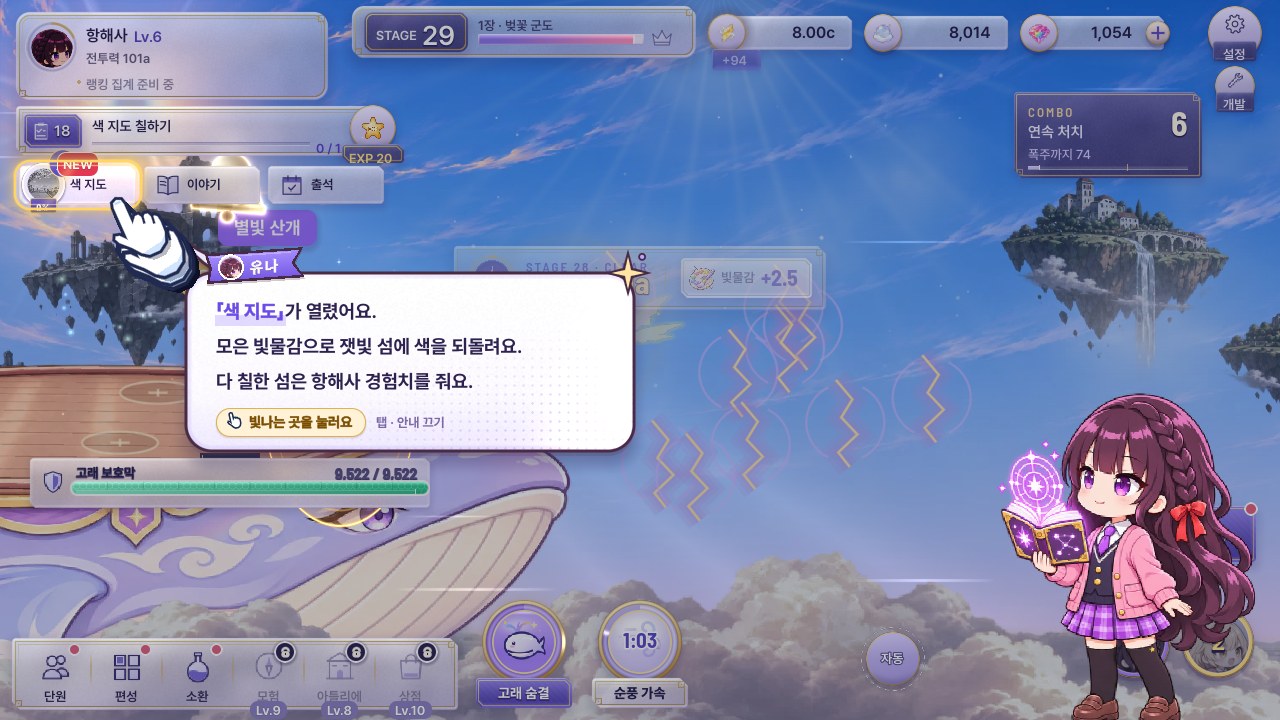 항해사 Lv.6
전투력 101a
랭킹 집계 준비 중
STAGE 29
1장 · 벚꽃 군도
8.00c
+94
8,014
1,054
설정
개발
18
색 지도 칠하기
0 / 1
EXP 20
COMBO
연속 처치
6
폭주까지 74
NEW
색 지도
이야기
출석
별빛 산개
STAGE 28 · CL
빛물감 +2.5
유나
「색 지도」가 열렸어요.
모은 빛물감으로 잿빛 섬에 색을 되돌려요.
다 칠한 섬은 항해사 경험치를 줘요.
빛나는 곳을 눌러요
탭 · 안내 끄기
고래 보호막
9,522 / 9,522
단원
편성
소환
모험
Lv.9
아틀리에
Lv.8
상점
Lv.10
고래 숨결
1:03
순풍 가속
자동
2